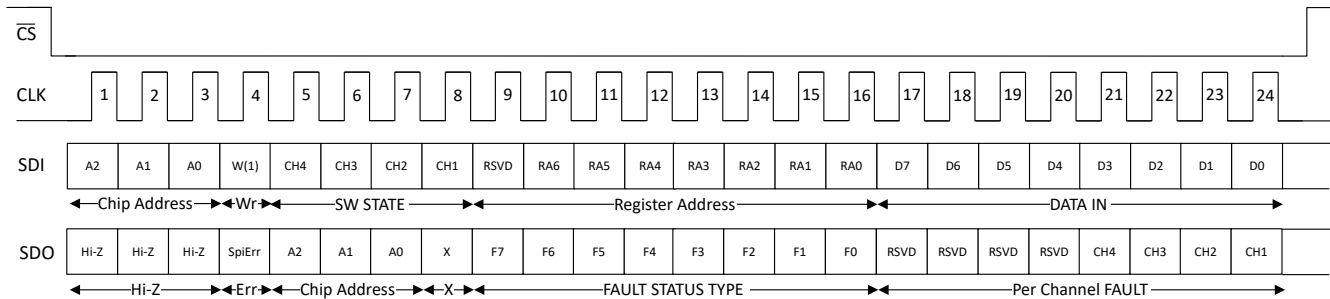 CS
CLK 1 2 3 4 5 6 7 8 9 10 11 12 13 14 15 16 17 18 19 20 21 22 23 24
SDI A2 A1 A0 W(1) CH4 CH3 CH2 CH1 RSVD RA6 RA5 RA4 RA3 RA2 RA1 RA0 D7 D6 D5 D4 D3 D2 D1 D0
Chip Address Wr SW STATE Register Address DATA IN
SDO Hi-Z Hi-Z Hi-Z SpiErr A2 A1 A0 X F7 F6 F5 F4 F3 F2 F1 F0 RSVD RSVD RSVD RSVD CH4 CH3 CH2 CH1
Hi-Z Err Chip Address X FAULT STATUS TYPE Per Channel FAULT